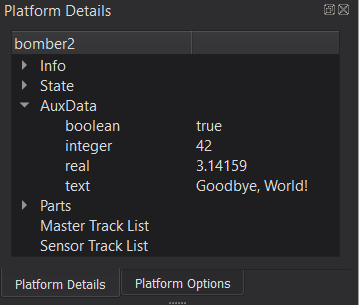 Platform Details
bomber2
Info
State
AuxData
boolean true
integer 42
real 3.14159
text Goodbye, World!
Parts
Master Track List
Sensor Track List
Platform Details Platform Options